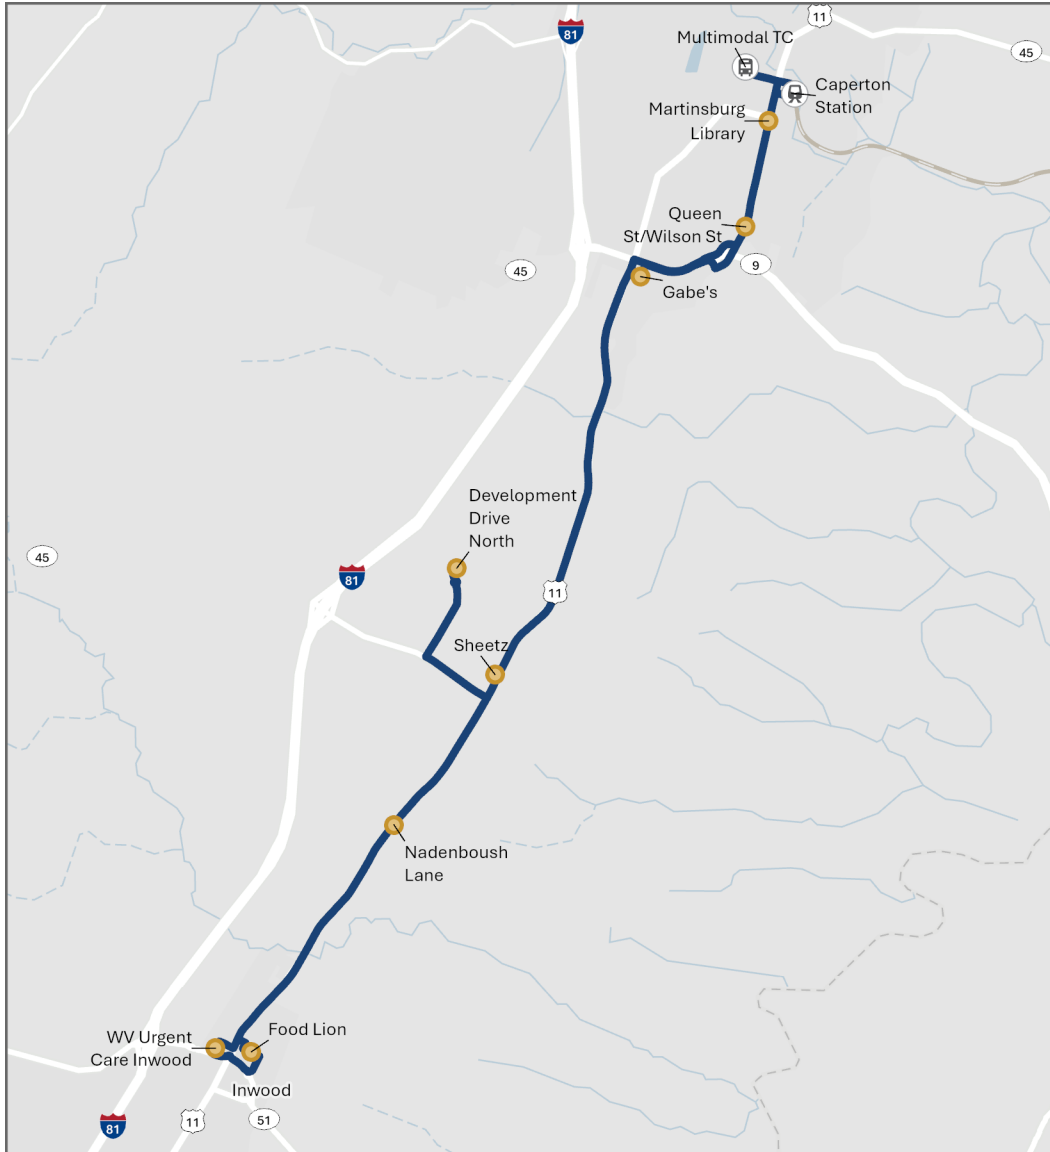 11
81
Multimodal TC
45
Caperton
Station
Martinsburg
Library
Queen
St/Wilson St
9
45
Gabe's
Development
Drive
North
45
81
11
Sheetz
Nadenboush
Lane
WV Urgent
Care Inwood
Food Lion
Inwood
81
11
51